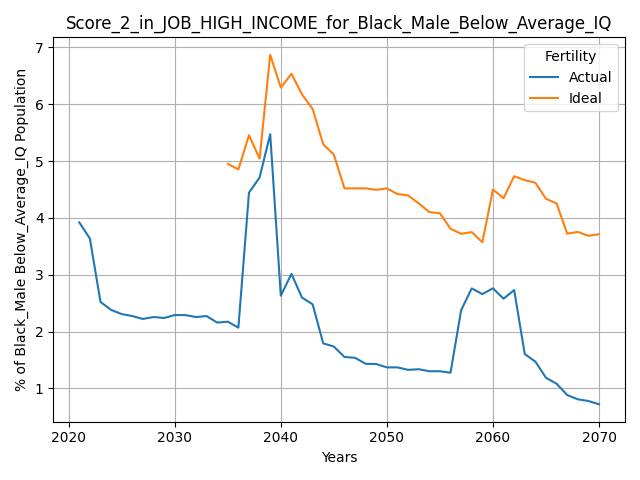 Score_2_in_JOB_HIGH_INCOME_for_Black_Male_Below_Average_IQ
% of Black_Male Below_Average_IQ Population
7
6
5
4
3
2
1
Fertility
Actual
Ideal
2020 2030 2040 2050 2060 2070
Years